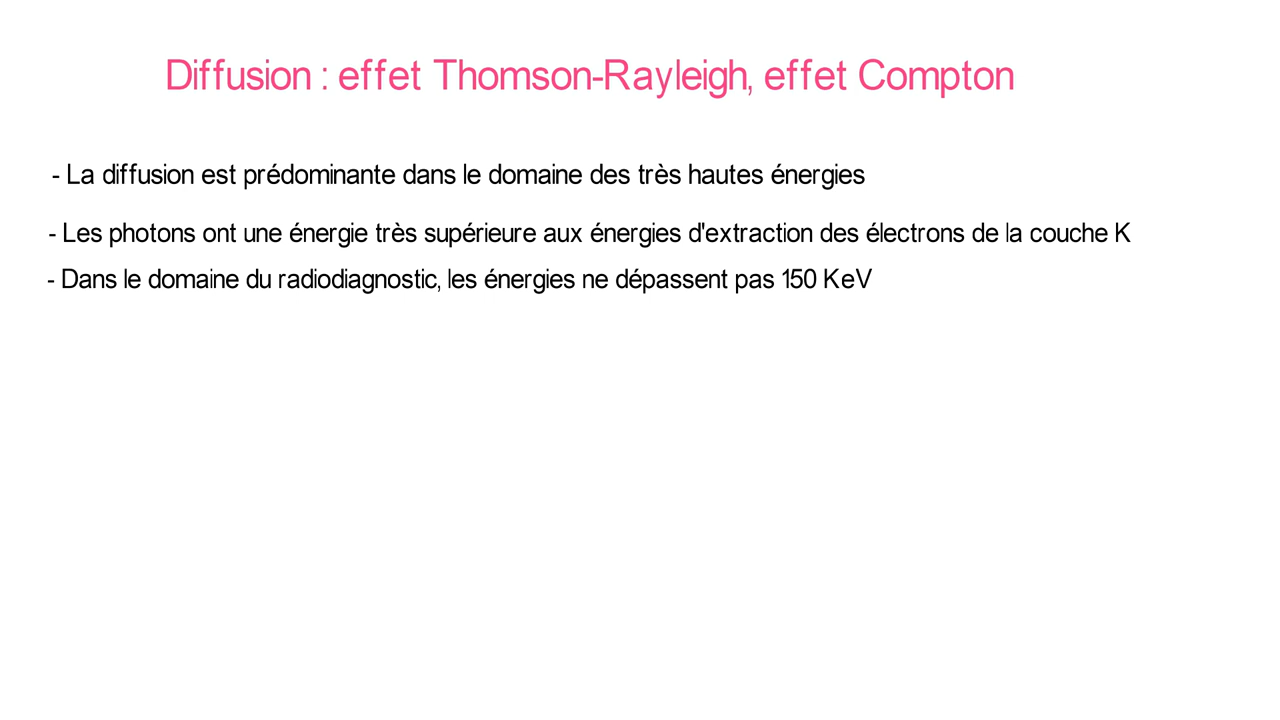 Diffusion : effet Thomson-Rayleigh, effet Compton
- La diffusion est prédominante dans le domaine des très hautes énergies
- Les photons ont une énergie très supérieure aux énergies d'extraction des électrons de la couche K
- Dans le domaine du radiodiagnostic, les énergies ne dépassent pas 150 KeV